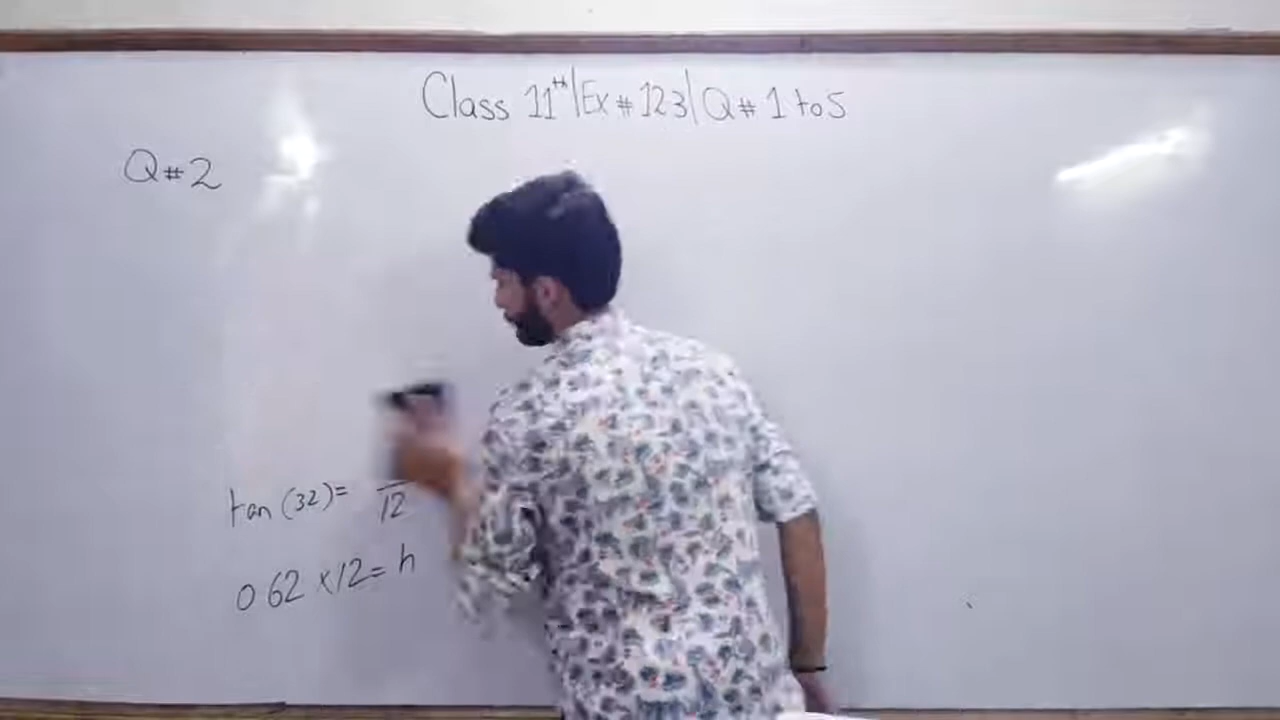 Class 11th|Ex # 12 3|Q # 1 to 5
Q # 2
tan (32) = 
12
0 62 × 12 = h